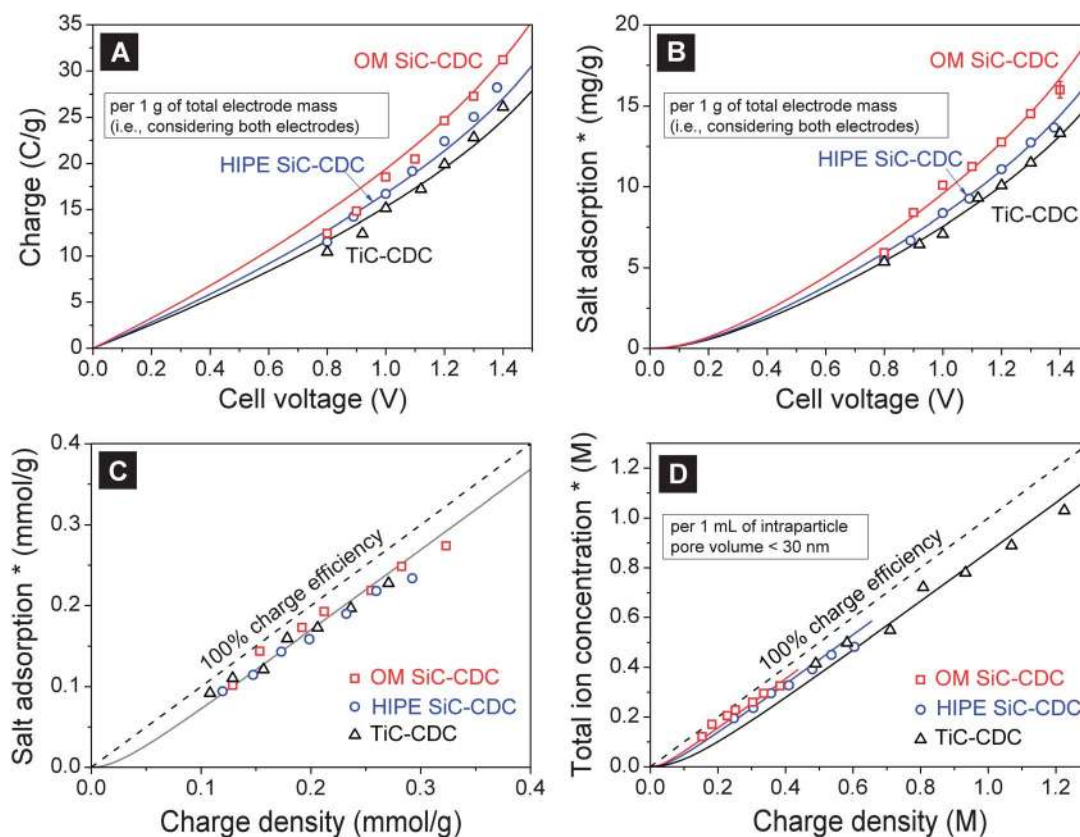 A
35
30
25
20
15
10
5
0
Charge (C/g)
OM SiC-CDC
per 1 g of total electrode mass
(i.e., considering both electrodes)
HIPE SiC-CDC
TiC-CDC
0.0 0.2 0.4 0.6 0.8 1.0 1.2 1.4
Cell voltage (V)
B
20
15
10
5
0
Salt adsorption * (mg/g)
OM SiC-CDC
per 1 g of total electrode mass
(i.e., considering both electrodes)
HIPE SiC-CDC
TiC-CDC
0.0 0.2 0.4 0.6 0.8 1.0 1.2 1.4
Cell voltage (V)
C
0.4
0.3
0.2
0.1
0.0
Salt adsorption * (mmol/g)
100% charge efficiency
OM SiC-CDC
HIPE SiC-CDC
TiC-CDC
0.0 0.1 0.2 0.3 0.4
Charge density (mmol/g)
D
1.2
1.0
0.8
0.6
0.4
0.2
0.0
Total ion concentration * (M)
per 1 mL of intraparticle
pore volume < 30 nm
100% charge efficiency
OM SiC-CDC
HIPE SiC-CDC
TiC-CDC
0.0 0.2 0.4 0.6 0.8 1.0 1.2
Charge density (M)